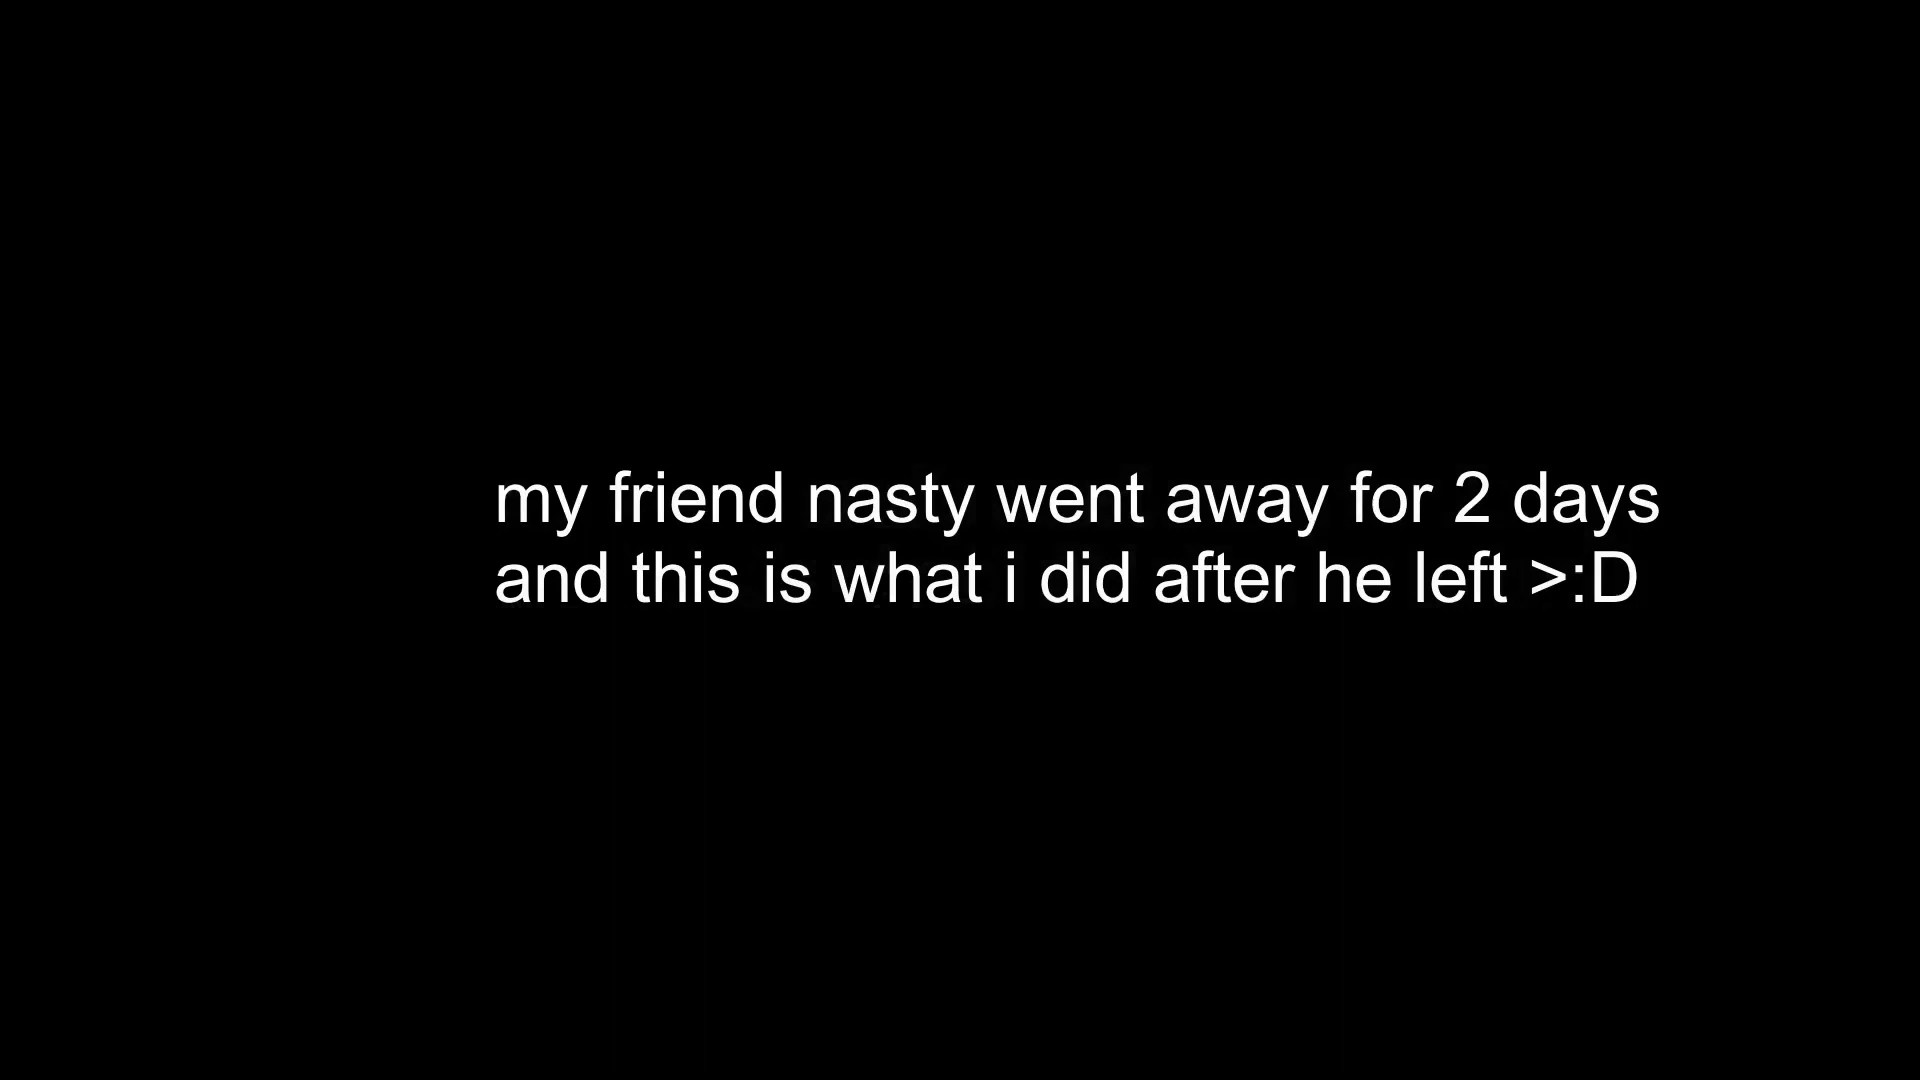 my friend nasty went away for 2 days
and this is what i did after he left >:D